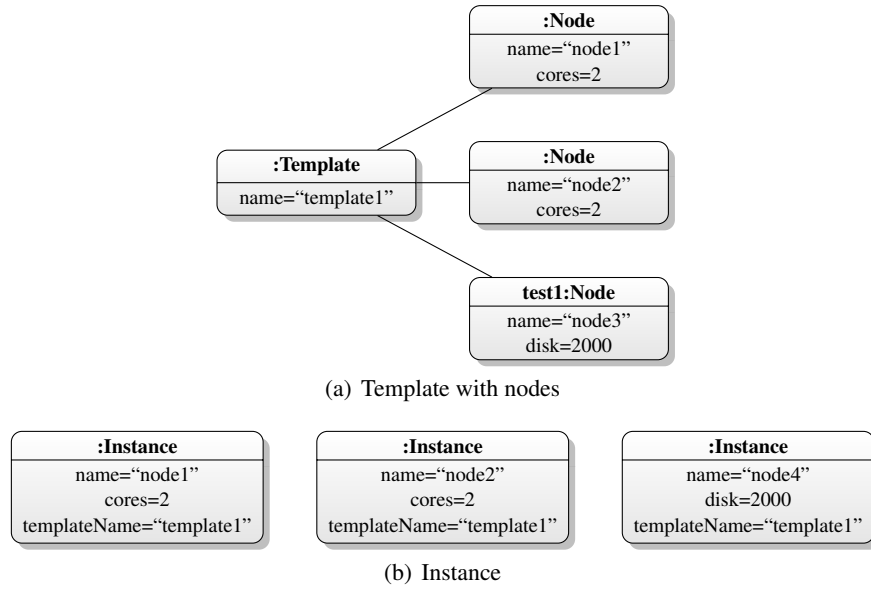 :Node
name=“node1”
cores=2
:Template
name=“template1”
:Node
name=“node2”
cores=2
test1:Node
name=“node3”
disk=2000
(a) Template with nodes
:Instance
name=“node1”
cores=2
templateName=“template1”
:Instance
name=“node2”
cores=2
templateName=“template1”
:Instance
name=“node4”
disk=2000
templateName=“template1”
(b) Instance